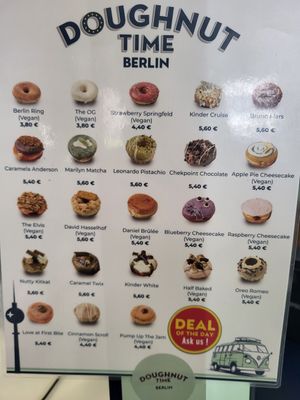 DOUGHNUT
TIME
BERLIN
Berlin Ring
(Vegan)
3,80 €
The OG
(Vegan)
3,80 €
Strawberry Springfeld
(Vegan)
4,40 €
Kinder Cruise
5,60 €
Bruno Mars
5,60 €
Caramela Anderson
5,40 €
Marilyn Matcha
5,60 €
Leonardo Pistachio
5,60 €
Chekpoint Chocolate
(Vegan)
5,40 €
Apple Pie Cheesecake
(Vegan)
5,40 €
The Elvis
(Vegan)
5,40 €
David Hasselhof
(Vegan)
5,60 €
Daniel Brûlée
(Vegan)
5,40 €
Blueberry Cheesecake
(Vegan)
5,40 €
Raspberry Cheesecake
(Vegan)
5,40 €
Nutty Kitkat
5,60 €
Caramel Twix
5,60 €
Kinder White
5,60 €
Half Baked
(Vegan)
5,40 €
Oreo Romeo
(Vegan)
5,40 €
Love at First Bite
5,40 €
Cinnamon Scroll
(Vegan)
4,40 €
Pump Up The Jam
(Vegan)
4,40 €
DEAL
OF THE DAY
Ask us !
DOUGHNUT
TIME
BERLIN